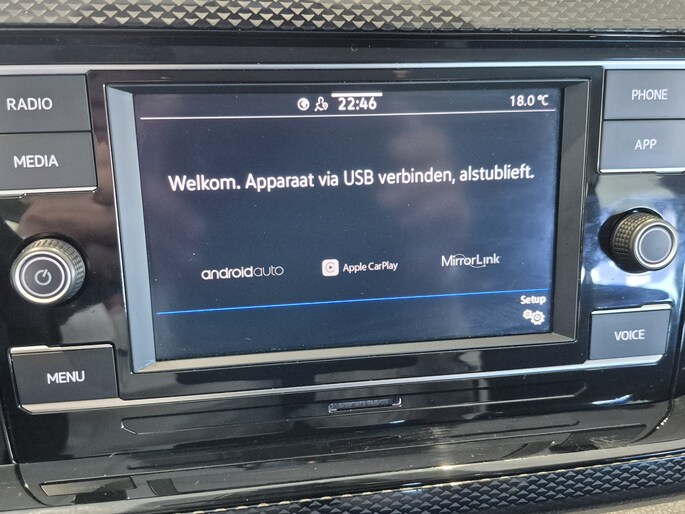 22:46
18.0 °C
RADIO
PHONE
MEDIA
APP
Welkom. Apparaat via USB verbinden, alstublieft.
androidauto
Apple CarPlay
MirrorLink
Setup
VOICE
MENU